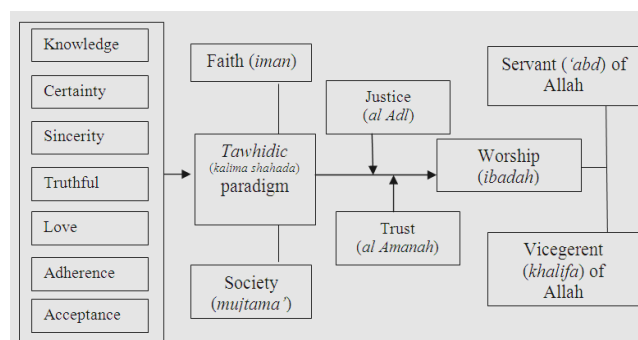 Knowledge
Certainty
Sincerity
Truthful
Love
Adherence
Acceptance
Faith (iman)
Tawhidic
(kalima shahada)
paradigm
Society
(mujtama’)
Justice
(al Adl)
Trust
(al Amanah)
Worship
(ibadah)
Servant (‘abd) of
Allah
Vicegerent
(khalifa) of
Allah